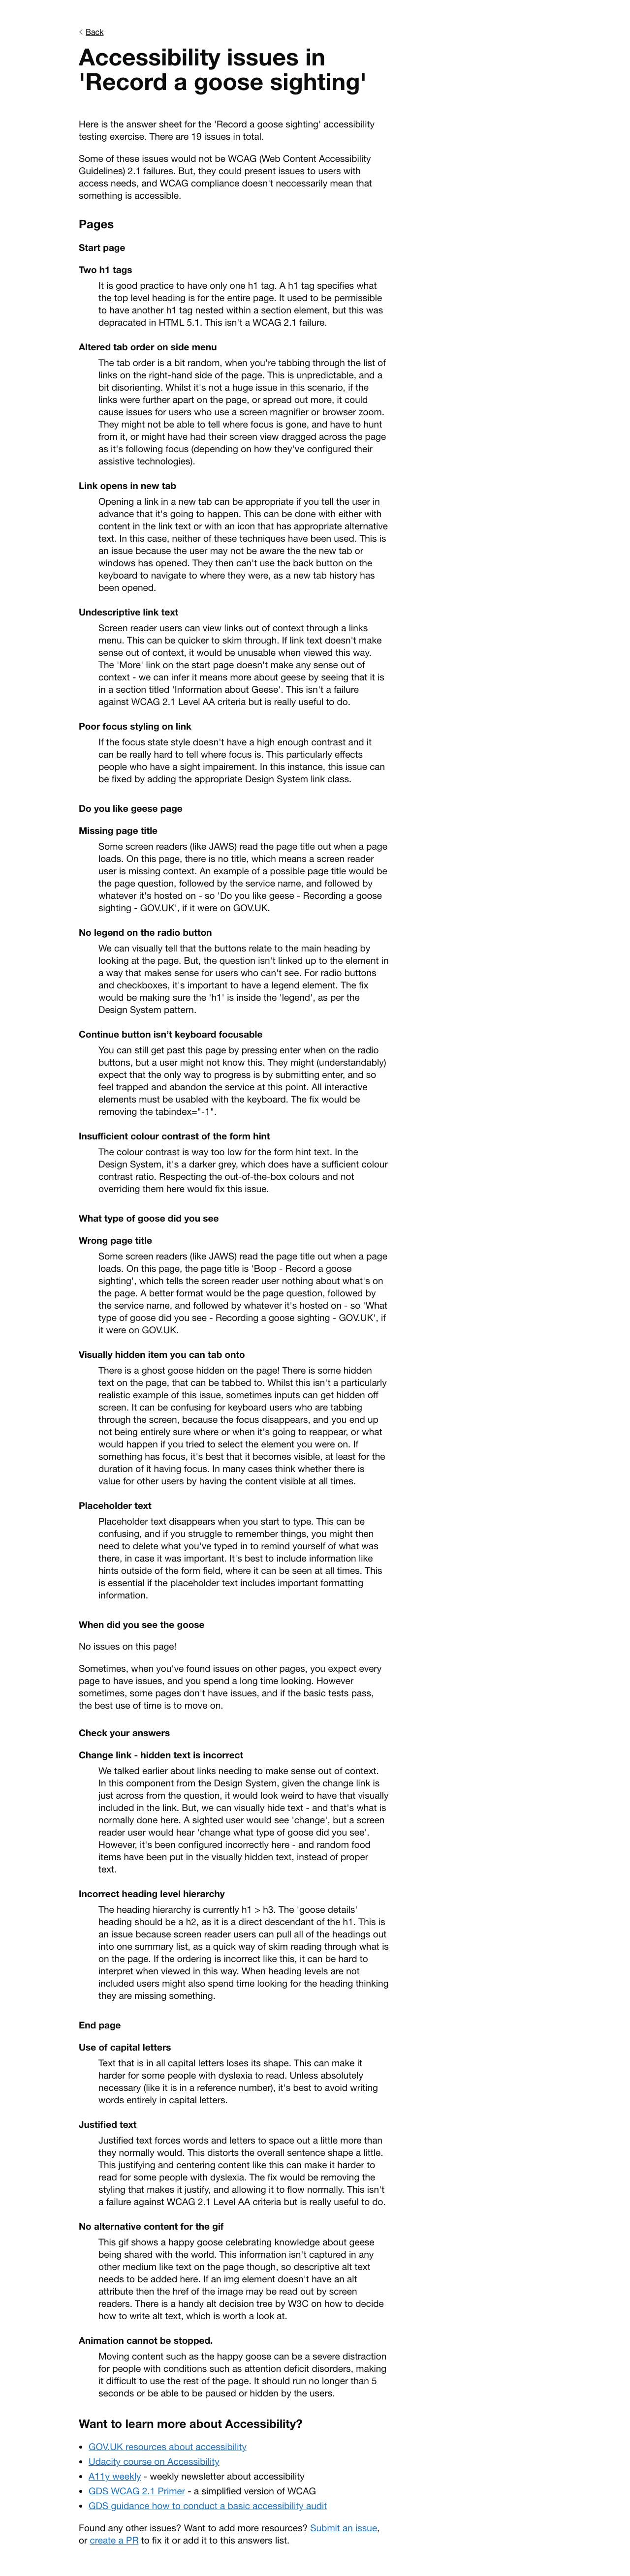 Back
Accessibility issues in
'Record a goose sighting'
Here is the answer sheet for the 'Record a goose sighting' accessibility
testing exercise. There are 19 issues in total.
Some of these issues would not be WCAG (Web Content Accessibility
Guidelines) 2.1 failures. But, they could present issues to users with
access needs, and WCAG compliance doesn't neccessarily mean that
something is accessible.
Pages
Start page
Two h1 tags
It is good practice to have only one h1 tag. A h1 tag specifies what
the top level heading is for the entire page. It used to be permissible
to have another h1 tag nested within a section element, but this was
depracated in HTML 5.1. This isn't a WCAG 2.1 failure.
Altered tab order on side menu
The tab order is a bit random, when you're tabbing through the list of
links on the right-hand side of the page. This is unpredictable, and a
bit disorienting. Whilst it's not a huge issue in this scenario, if the
links were further apart on the page, or spread out more, it could
cause issues for users who use a screen magnifier or browser zoom.
They might not be able to tell where focus is gone, and have to hunt
from it, or might have had their screen view dragged across the page
as it's following focus (depending on how they've configured their
assistive technologies).
Link opens in new tab
Opening a link in a new tab can be appropriate if you tell the user in
advance that it's going to happen. This can be done with either with
content in the link text or with an icon that has appropriate alternative
text. In this case, neither of these techniques have been used. This is
an issue because the user may not be aware the the new tab or
windows has opened. They then can't use the back button on the
keyboard to navigate to where they were, as a new tab history has
been opened.
Undescriptive link text
Screen reader users can view links out of context through a links
menu. This can be quicker to skim through. If link text doesn't make
sense out of context, it would be unusable when viewed this way.
The 'More' link on the start page doesn't make any sense out of
context - we can infer it means more about geese by seeing that it is
in a section titled 'Information about Geese'. This isn't a failure
against WCAG 2.1 Level AA criteria but is really useful to do.
Poor focus styling on link
If the focus state style doesn't have a high enough contrast and it
can be really hard to tell where focus is. This particularly effects
people who have a sight impairement. In this instance, this issue can
be fixed by adding the appropriate Design System link class.
Do you like geese page
Missing page title
Some screen readers (like JAWS) read the page title out when a page
loads. On this page, there is no title, which means a screen reader
user is missing context. An example of a possible page title would be
the page question, followed by the service name, and followed by
whatever it's hosted on - so 'Do you like geese - Recording a goose
sighting - GOV.UK', if it were on GOV.UK.
No legend on the radio button
We can visually tell that the buttons relate to the main heading by
looking at the page. But, the question isn't linked up to the element in
a way that makes sense for users who can't see. For radio buttons
and checkboxes, it's important to have a legend element. The fix
would be making sure the 'h1' is inside the 'legend', as per the
Design System pattern.
Continue button isn't keyboard focusable
You can still get past this page by pressing enter when on the radio
buttons, but a user might not know this. They might (understandably)
expect that the only way to progress is by submitting enter, and so
feel trapped and abandon the service at this point. All interactive
elements must be usabled with the keyboard. The fix would be
removing the tabindex="-1".
Insufficient colour contrast of the form hint
The colour contrast is way too low for the form hint text. In the
Design System, it's a darker grey, which does have a sufficient colour
contrast ratio. Respecting the out-of-the-box colours and not
overriding them here would fix this issue.
What type of goose did you see
Wrong page title
Some screen readers (like JAWS) read the page title out when a page
loads. On this page, the page title is 'Boop - Record a goose
sighting', which tells the screen reader user nothing about what's on
the page. A better format would be the page question, followed by
the service name, and followed by whatever it's hosted on - so 'What
type of goose did you see - Recording a goose sighting - GOV.UK', if
it were on GOV.UK.
Visually hidden item you can tab onto
There is a ghost goose hidden on the page! There is some hidden
text on the page, that can be tabbed to. Whilst this isn't a particularly
realistic example of this issue, sometimes inputs can get hidden off
screen. It can be confusing for keyboard users who are tabbing
through the screen, because the focus disappears, and you end up
not being entirely sure where or when it's going to reappear, or what
would happen if you tried to select the element you were on. If
something has focus, it's best that it becomes visible, at least for the
duration of it having focus. In many cases think whether there is
value for other users by having the content visible at all times.
Placeholder text
Placeholder text disappears when you start to type. This can be
confusing, and if you struggle to remember things, you might then
need to delete what you've typed in to remind yourself of what was
there, in case it was important. It's best to include information like
hints outside of the form field, where it can be seen at all times. This
is essential if the placeholder text includes important formatting
information.
When did you see the goose
No issues on this page!
Sometimes, when you've found issues on other pages, you expect every
page to have issues, and you spend a long time looking. However
sometimes, some pages don't have issues, and if the basic tests pass,
the best use of time is to move on.
Check your answers
Change link - hidden text is incorrect
We talked earlier about links needing to make sense out of context.
In this component from the Design System, given the change link is
just across from the question, it would look weird to have that visually
included in the link. But, we can visually hide text - and that's what is
normally done here. A sighted user would see 'change', but a screen
reader user would hear 'change what type of goose did you see'.
However, it's been configured incorrectly here - and random food
items have been put in the visually hidden text, instead of proper
text.
Incorrect heading level hierarchy
The heading hierarchy is currently h1 > h3. The 'goose details'
heading should be a h2, as it is a direct descendant of the h1. This is
an issue because screen reader users can pull all of the headings out
into one summary list, as a quick way of skim reading through what is
on the page. If the ordering is incorrect like this, it can be hard to
interpret when viewed in this way. When heading levels are not
included users might also spend time looking for the heading thinking
they are missing something.
End page
Use of capital letters
Text that is in all capital letters loses its shape. This can make it
harder for some people with dyslexia to read. Unless absolutely
necessary (like it is in a reference number), it's best to avoid writing
words entirely in capital letters.
Justified text
Justified text forces words and letters to space out a little more than
they normally would. This distorts the overall sentence shape a little.
This justifying and centering content like this can make it harder to
read for some people with dyslexia. The fix would be removing the
styling that makes it justify, and allowing it to flow normally. This isn't
a failure against WCAG 2.1 Level AA criteria but is really useful to do.
No alternative content for the gif
This gif shows a happy goose celebrating knowledge about geese
being shared with the world. This information isn't captured in any
other medium like text on the page though, so descriptive alt text
needs to be added here. If an img element doesn't have an alt
attribute then the href of the image may be read out by screen
readers. There is a handy alt decision tree by W3C on how to decide
how to write alt text, which is worth a look at.
Animation cannot be stopped.
Moving content such as the happy goose can be a severe distraction
for people with conditions such as attention deficit disorders, making
it difficult to use the rest of the page. It should run no longer than 5
seconds or be able to be paused or hidden by the users.
Want to learn more about Accessibility?
• GOV.UK resources about accessibility
• Udacity course on Accessibility
• A11y weekly - weekly newsletter about accessibility
• GDS WCAG 2.1 Primer - a simplified version of WCAG
• GDS guidance how to conduct a basic accessibility audit
Found any other issues? Want to add more resources? Submit an issue,
or create a PR to fix it or add it to this answers list.